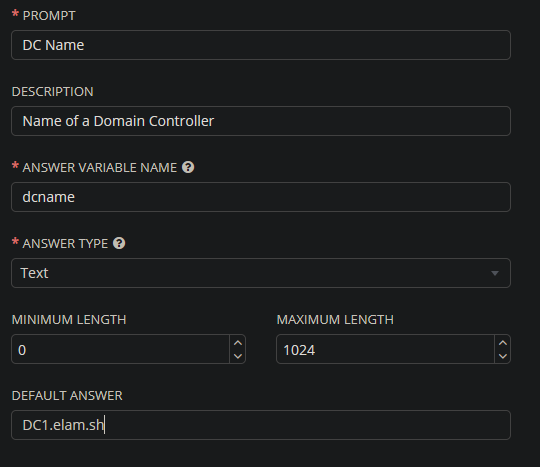 * PROMPT
DC Name
DESCRIPTION
Name of a Domain Controller
* ANSWER VARIABLE NAME ?
dcname
* ANSWER TYPE ?
Text
MINIMUM LENGTH MAXIMUM LENGTH
0 1024
DEFAULT ANSWER
DC1.elam.sh